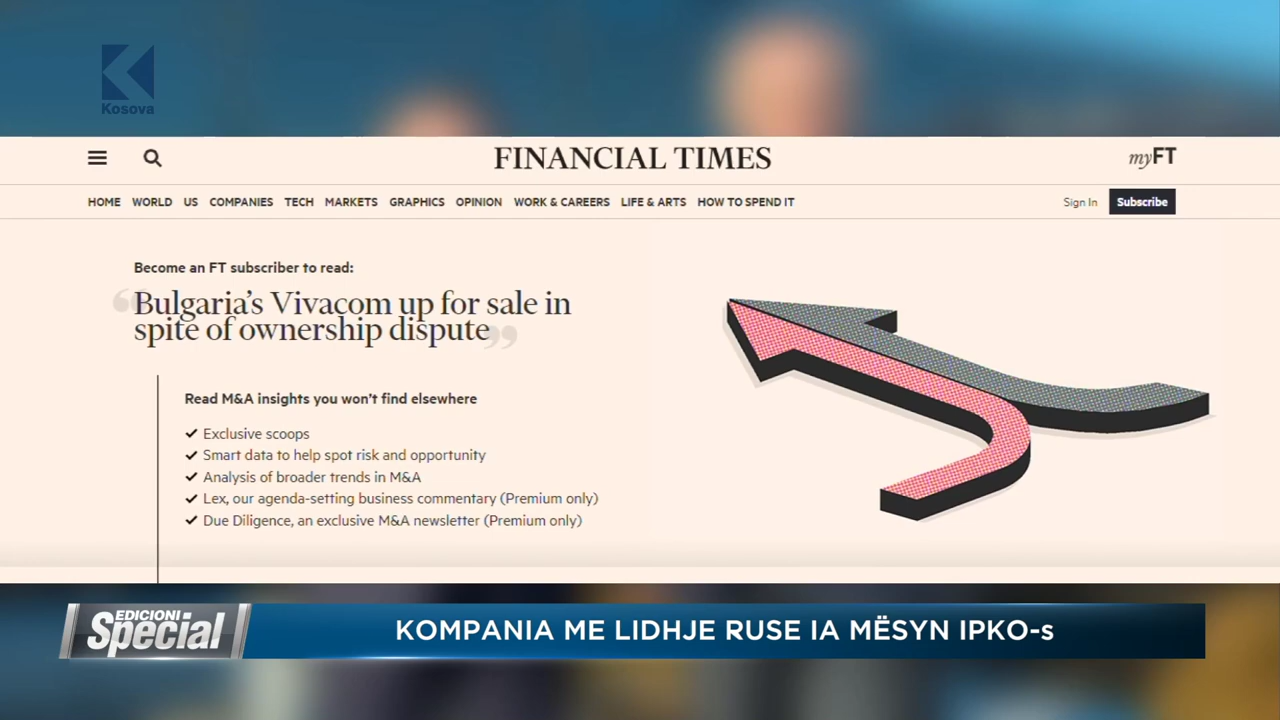 Kosova
FINANCIAL TIMES
myFT
HOME WORLD US COMPANIES TECH MARKETS GRAPHICS OPINION WORK & CAREERS LIFE & ARTS HOW TO SPEND IT
Sign In Subscribe
Become an FT subscriber to read:
“Bulgaria’s Vivacom up for sale in
spite of ownership dispute”
Read M&A insights you won’t find elsewhere
✓ Exclusive scoops
✓ Smart data to help spot risk and opportunity
✓ Analysis of broader trends in M&A
✓ Lex, our agenda-setting business commentary (Premium only)
✓ Due Diligence, an exclusive M&A newsletter (Premium only)
EDICIONI
Special
KOMPANIA ME LIDHJE RUSE IA MËSYN IPKO-s